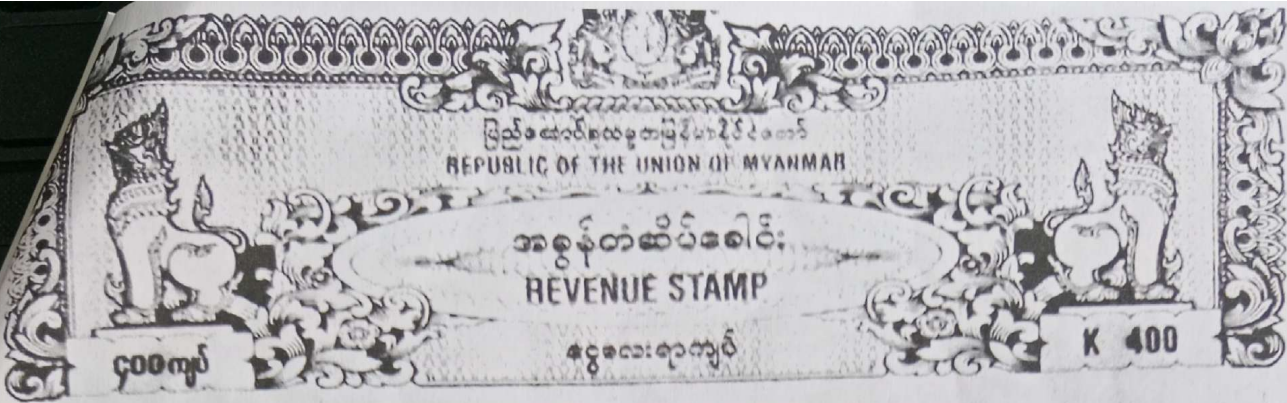 ပြည်ထောင်စုသမ္မတမြန်မာနိုင်ငံတော်
REPUBLIC OF THE UNION OF MYANMAR
အခွန်တံဆိပ်ခေါင်း
REVENUE STAMP
ငွေလေးရာကျပ်
၄၀၀ကျပ်
K 400